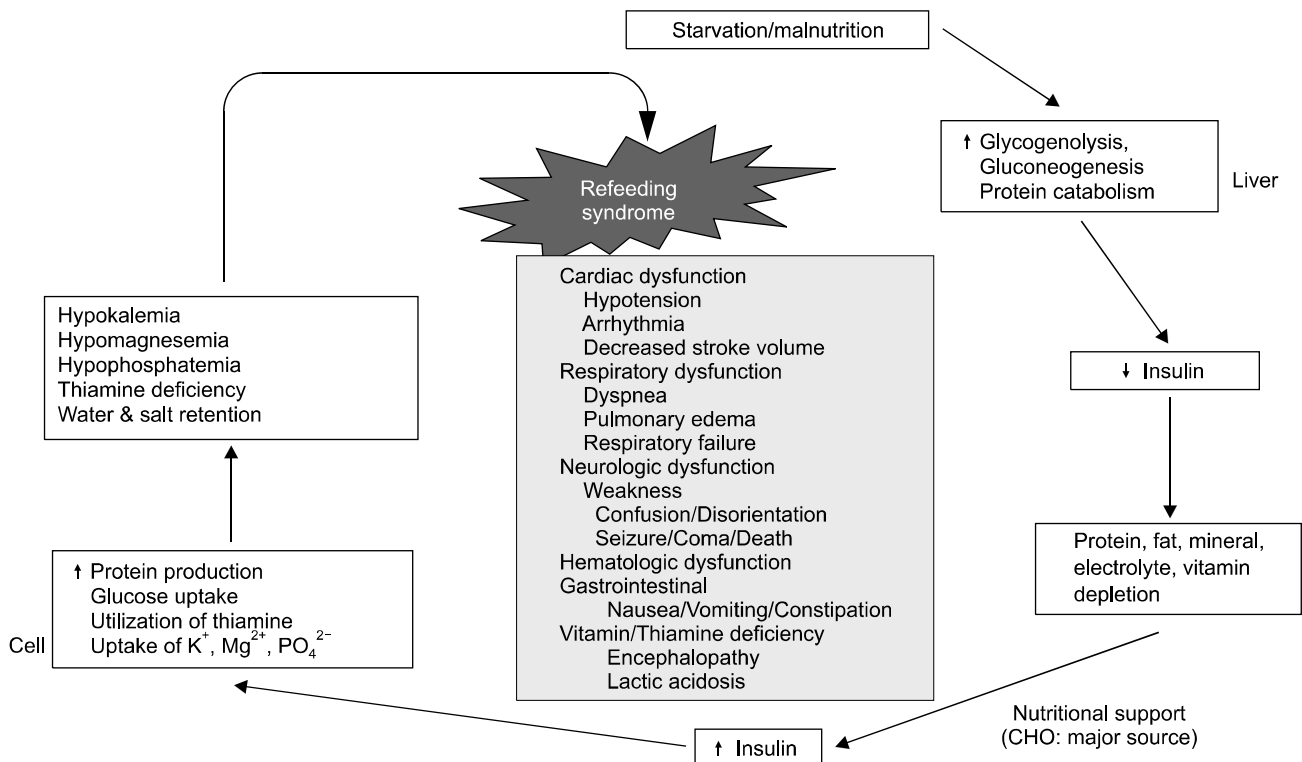 Starvation/malnutrition
↑ Glycogenolysis,
Gluconeogenesis
Protein catabolism
Liver
↓ Insulin
Protein, fat, mineral,
electrolyte, vitamin
depletion
Nutritional support
(CHO: major source)
↑ Insulin
Cell
↑ Protein production
Glucose uptake
Utilization of thiamine
Uptake of K⁺, Mg²⁺, PO₄²⁻
Hypokalemia
Hypomagnesemia
Hypophosphatemia
Thiamine deficiency
Water & salt retention
Refeeding
syndrome
Cardiac dysfunction
Hypotension
Arrhythmia
Decreased stroke volume
Respiratory dysfunction
Dyspnea
Pulmonary edema
Respiratory failure
Neurologic dysfunction
Weakness
Confusion/Disorientation
Seizure/Coma/Death
Hematologic dysfunction
Gastrointestinal
Nausea/Vomiting/Constipation
Vitamin/Thiamine deficiency
Encephalopathy
Lactic acidosis